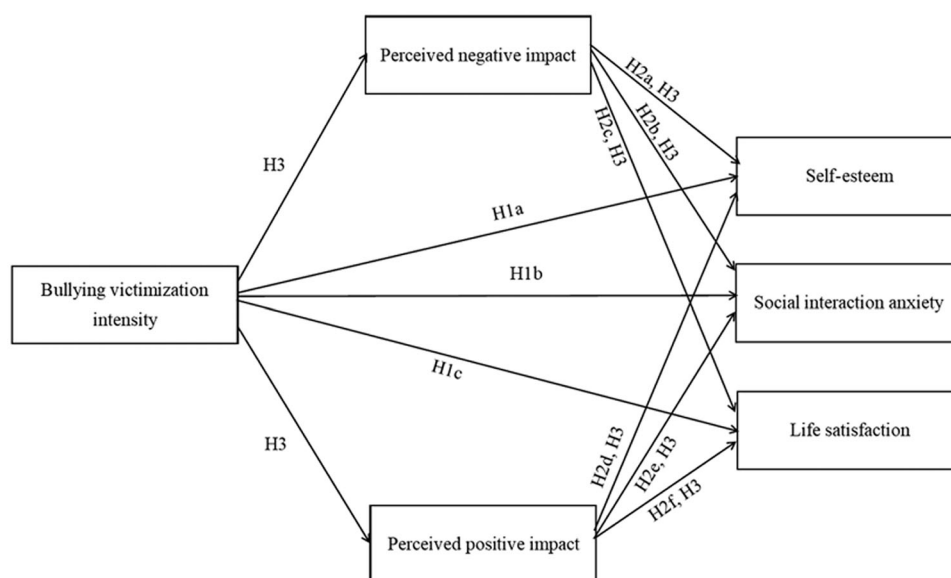 Perceived negative impact
H2a, H3
H2b, H3
H2c, H3
H3
Self-esteem
H1a
Bullying victimization
intensity
H1b
Social interaction anxiety
H1c
Life satisfaction
H3
H2d, H3
H2e, H3
H2f, H3
Perceived positive impact